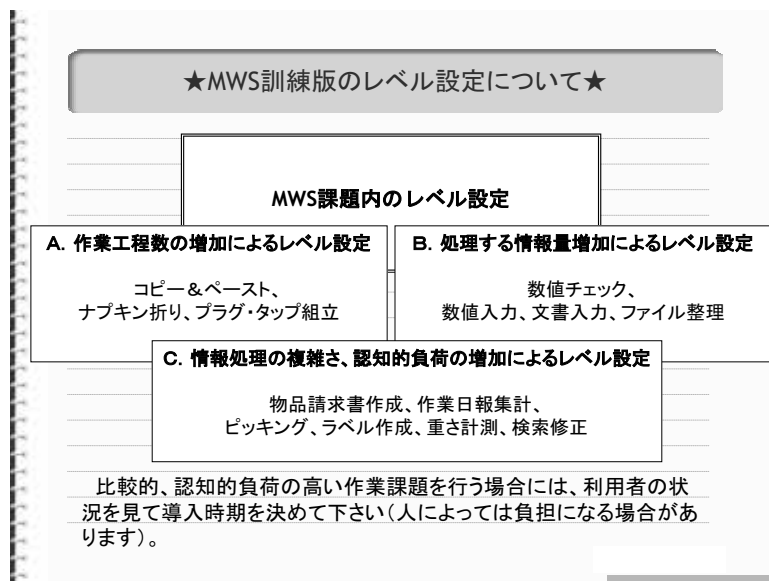 ★MWS訓練版のレベル設定について★
MWS課題内のレベル設定
A．作業工程数の増加によるレベル設定
コピー＆ペースト、
ナプキン折り、プラグ・タップ組立
B．処理する情報量増加によるレベル設定
数値チェック、
数値入力、文書入力、ファイル整理
C．情報処理の複雑さ、認知的負荷の増加によるレベル設定
物品請求書作成、作業日報集計、
ピッキング、ラベル作成、重さ計測、検索修正
比較的、認知的負荷の高い作業課題を行う場合には、利用者の状
況を見て導入時期を決めて下さい（人によっては負担になる場合があ
ります）。